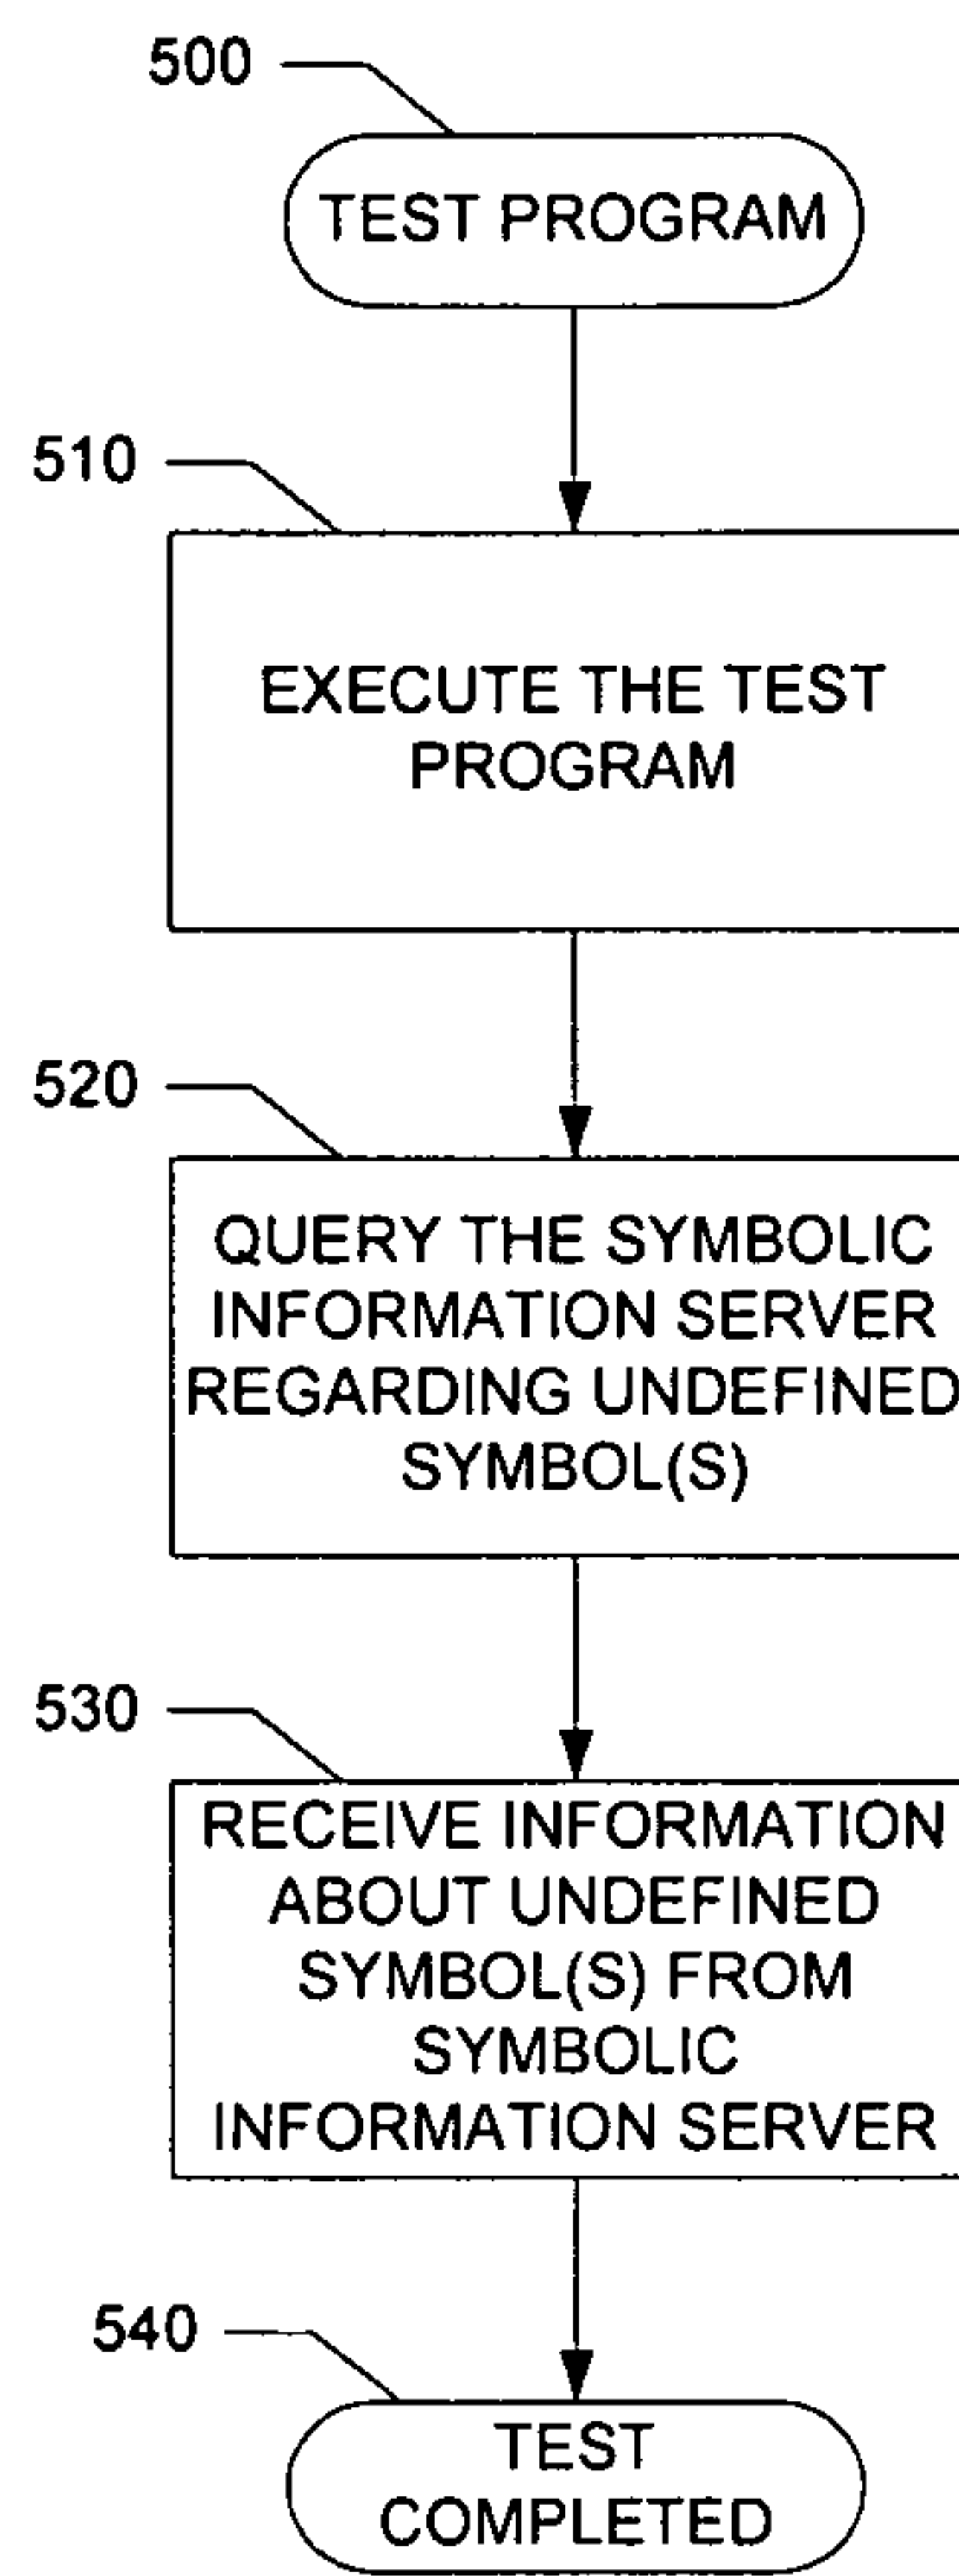 500
TEST PROGRAM
510
EXECUTE THE TEST
PROGRAM
520
QUERY THE SYMBOLIC
INFORMATION SERVER
REGARDING UNDEFINED
SYMBOL(S)
530
RECEIVE INFORMATION
ABOUT UNDEFINED
SYMBOL(S) FROM
SYMBOLIC
INFORMATION SERVER
540
TEST
COMPLETED